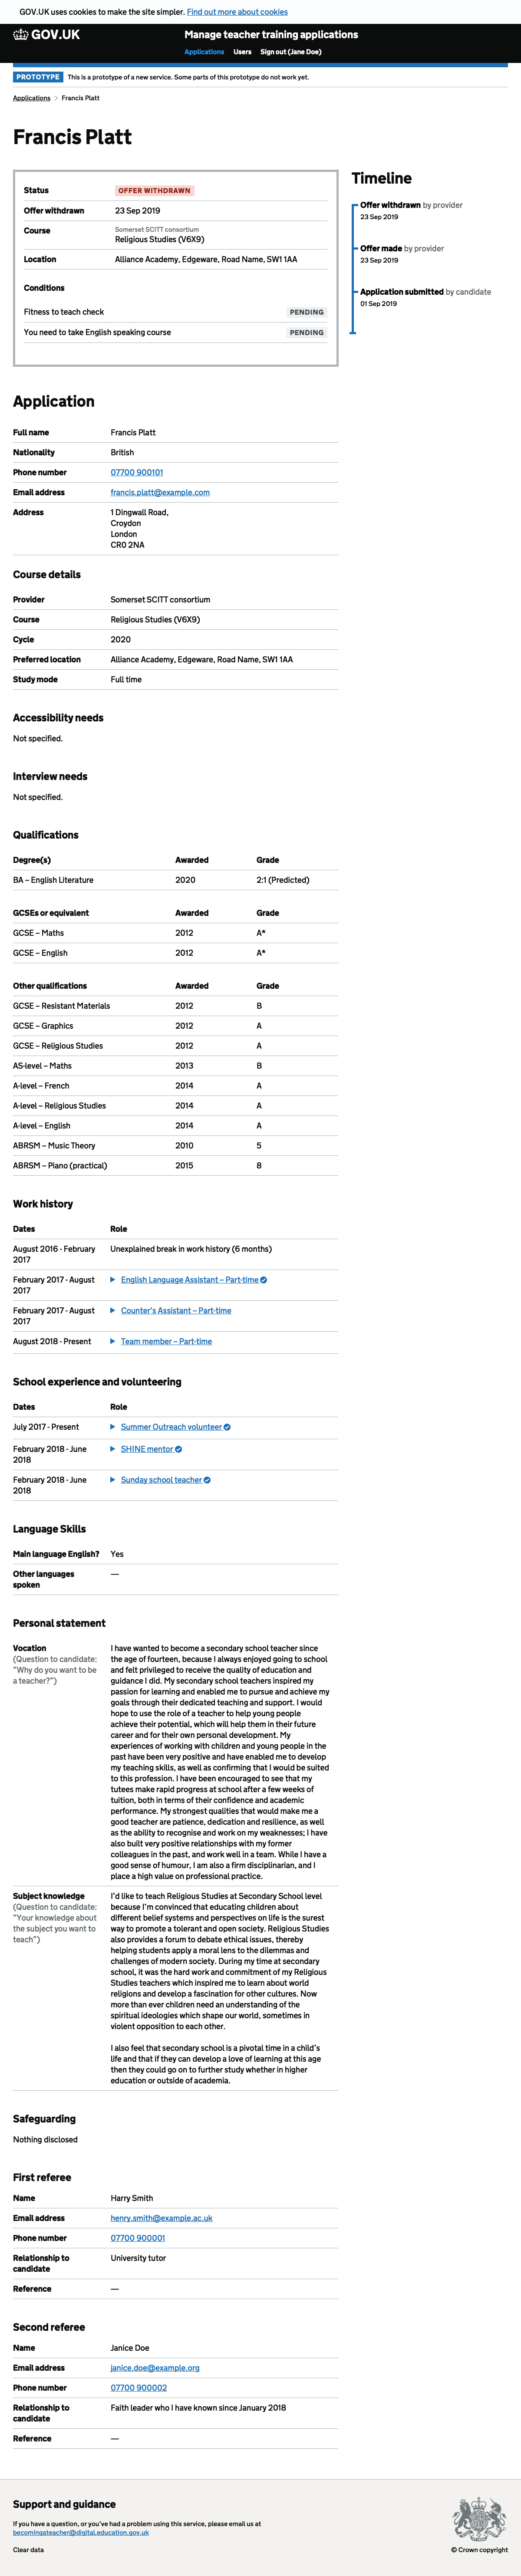 GOV.UK uses cookies to make the site simpler. Find out more about cookies
GOV.UK
Manage teacher training applications
Applications Users Sign out (Jane Doe)
PROTOTYPE This is a prototype of a new service. Some parts of this prototype do not work yet.
Applications > Francis Platt
Francis Platt
Status OFFER WITHDRAWN
Offer withdrawn 23 Sep 2019
Course Somerset SCITT consortium
Religious Studies (V6X9)
Location Alliance Academy, Edgeware, Road Name, SW1 1AA
Conditions
Fitness to teach check PENDING
You need to take English speaking course PENDING
Timeline
Offer withdrawn by provider
23 Sep 2019
Offer made by provider
23 Sep 2019
Application submitted by candidate
01 Sep 2019
Application
Full name Francis Platt
Nationality British
Phone number 07700 900101
Email address francis.platt@example.com
Address 1 Dingwall Road,
Croydon
London
CR0 2NA
Course details
Provider Somerset SCITT consortium
Course Religious Studies (V6X9)
Cycle 2020
Preferred location Alliance Academy, Edgeware, Road Name, SW1 1AA
Study mode Full time
Accessibility needs
Not specified.
Interview needs
Not specified.
Qualifications
Degree(s) Awarded Grade
BA – English Literature 2020 2:1 (Predicted)
GCSEs or equivalent Awarded Grade
GCSE – Maths 2012 A*
GCSE – English 2012 A*
Other qualifications Awarded Grade
GCSE – Resistant Materials 2012 B
GCSE – Graphics 2012 A
GCSE – Religious Studies 2012 A
AS-level – Maths 2013 B
A-level – French 2014 A
A-level – Religious Studies 2014 A
A-level – English 2014 A
ABRSM – Music Theory 2010 5
ABRSM – Piano (practical) 2015 8
Work history
Dates Role
August 2016 - February 2017 Unexplained break in work history (6 months)
February 2017 - August 2017 English Language Assistant – Part-time
February 2017 - August 2017 Counter's Assistant – Part-time
August 2018 - Present Team member – Part-time
School experience and volunteering
Dates Role
July 2017 - Present Summer Outreach volunteer
February 2018 - June 2018 SHINE mentor
February 2018 - June 2018 Sunday school teacher
Language Skills
Main language English? Yes
Other languages spoken —
Personal statement
Vocation
(Question to candidate:
"Why do you want to be
a teacher?")
I have wanted to become a secondary school teacher since
the age of fourteen, because I always enjoyed going to school
and felt privileged to receive the quality of education and
guidance I did. My secondary school teachers inspired my
passion for learning and enabled me to pursue and achieve my
goals through their dedicated teaching and support. I would
hope to use the role of a teacher to help young people
achieve their potential, which will help them in their future
career and for their own personal development. My
experiences of working with children and young people in the
past have been very positive and have enabled me to develop
my teaching skills, as well as confirming that I would be suited
to this profession. I have been encouraged to see that my
tutees make rapid progress at school after a few weeks of
tuition, both in terms of their confidence and academic
performance. My strongest qualities that would make me a
good teacher are patience, dedication and resilience, as well
as the ability to recognise and work on my weaknesses; I have
also built very positive relationships with my former
colleagues in the past, and work well in a team. While I have a
good sense of humour, I am also a firm disciplinarian, and I
place a high value on professional practice.
Subject knowledge
(Question to candidate:
"Your knowledge about
the subject you want to
teach")
I'd like to teach Religious Studies at Secondary School level
because I'm convinced that educating children about
different belief systems and perspectives on life is the surest
way to promote a tolerant and open society. Religious Studies
also provides a forum to debate ethical issues, thereby
helping students apply a moral lens to the dilemmas and
challenges of modern society. During my time at secondary
school, it was the hard work and commitment of my Religious
Studies teachers which inspired me to learn about world
religions and develop a fascination for other cultures. Now
more than ever children need an understanding of the
spiritual ideologies which shape our world, sometimes in
violent opposition to each other.
I also feel that secondary school is a pivotal time in a child's
life and that if they can develop a love of learning at this age
then they could go on to further study whether in higher
education or outside of academia.
Safeguarding
Nothing disclosed
First referee
Name Harry Smith
Email address henry.smith@example.ac.uk
Phone number 07700 900001
Relationship to candidate University tutor
Reference —
Second referee
Name Janice Doe
Email address janice.doe@example.org
Phone number 07700 900002
Relationship to candidate Faith leader who I have known since January 2018
Reference —
Support and guidance
If you have a question, or you've had a problem using this service, please email us at
becomingateacher@digital.education.gov.uk
Clear data
© Crown copyright